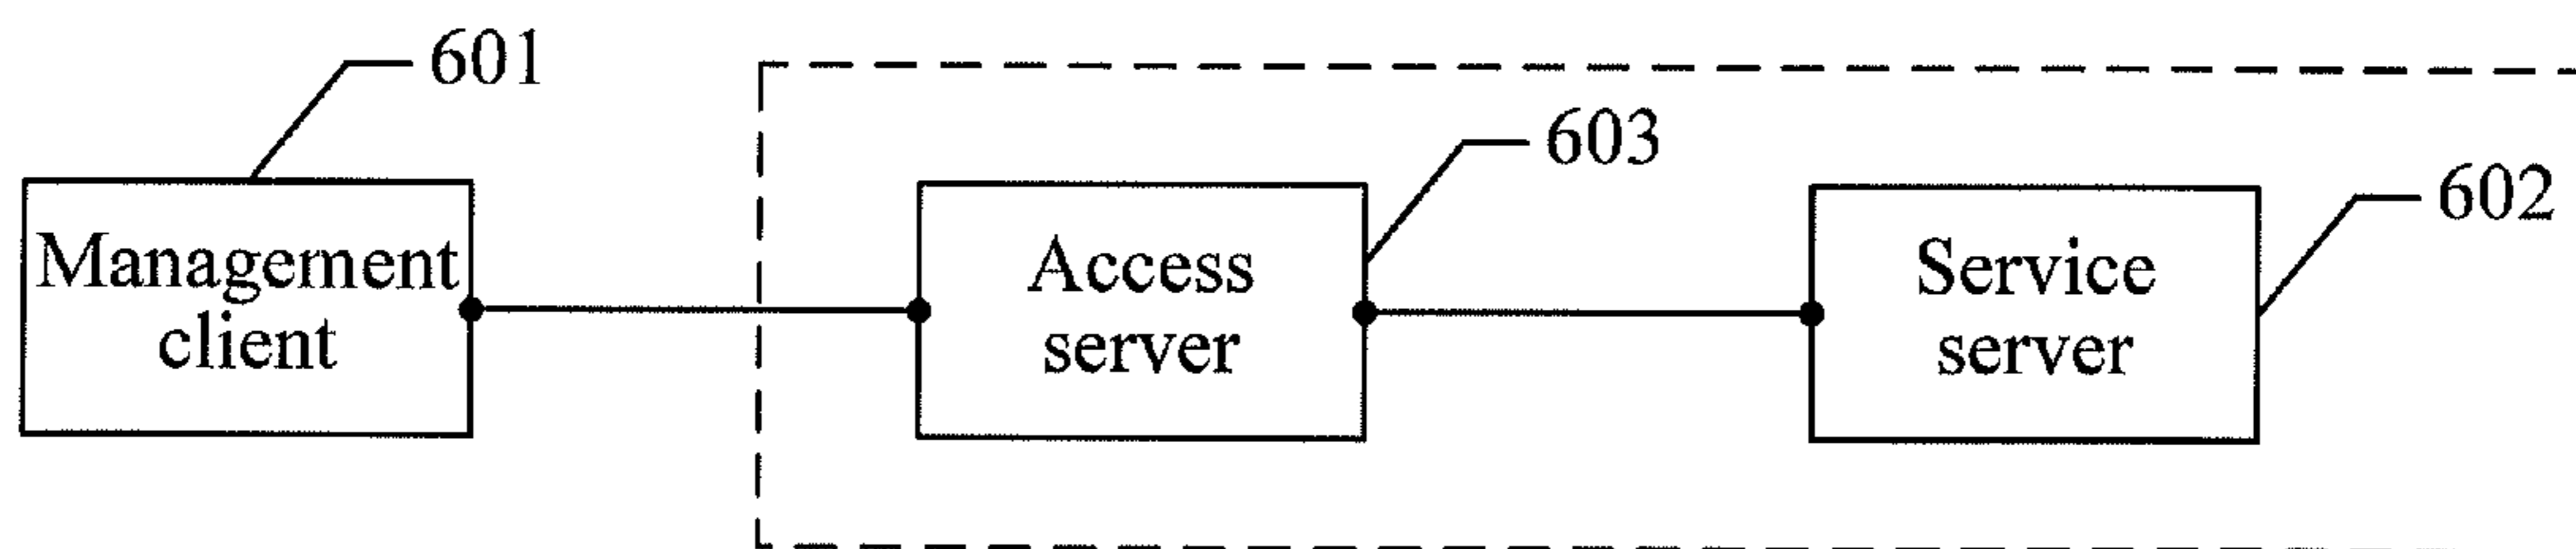 601
603
602
Management
client
Access
server
Service
server